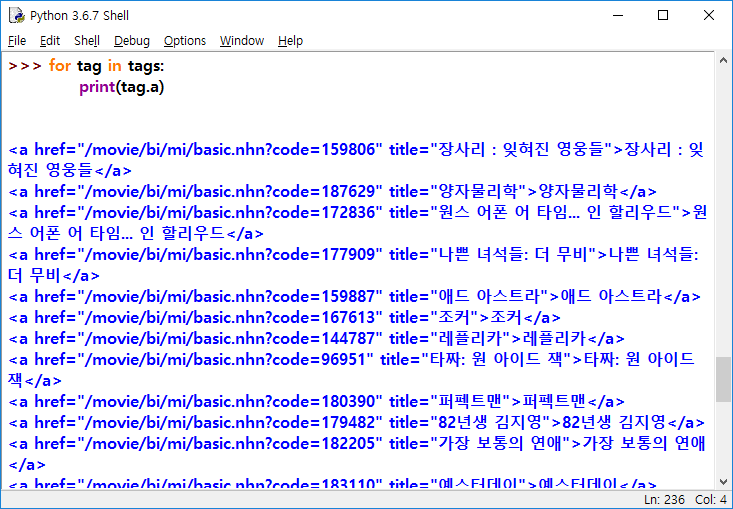 Python 3.6.7 Shell
File Edit Shell Debug Options Window Help
>>> for tag in tags:
print(tag.a)
<a href="/movie/bi/mi/basic.nhn?code=159806" title="장사리 : 잊혀진 영웅들">장사리 : 잊
혀진 영웅들</a>
<a href="/movie/bi/mi/basic.nhn?code=187629" title="양자물리학">양자물리학</a>
<a href="/movie/bi/mi/basic.nhn?code=172836" title="원스 어폰 어 타임... 인 할리우드">원
스 어폰 어 타임... 인 할리우드</a>
<a href="/movie/bi/mi/basic.nhn?code=177909" title="나쁜 녀석들: 더 무비">나쁜 녀석들:
더 무비</a>
<a href="/movie/bi/mi/basic.nhn?code=159887" title="애드 아스트라">애드 아스트라</a>
<a href="/movie/bi/mi/basic.nhn?code=167613" title="조커">조커</a>
<a href="/movie/bi/mi/basic.nhn?code=144787" title="레플리카">레플리카</a>
<a href="/movie/bi/mi/basic.nhn?code=96951" title="타짜: 원 아이드 잭">타짜: 원 아이드
잭</a>
<a href="/movie/bi/mi/basic.nhn?code=180390" title="퍼펙트맨">퍼펙트맨</a>
<a href="/movie/bi/mi/basic.nhn?code=179482" title="82년생 김지영">82년생 김지영</a>
<a href="/movie/bi/mi/basic.nhn?code=182205" title="가장 보통의 연애">가장 보통의 연애
</a>
<a href="/movie/bi/mi/basic.nhn?code=183110" title="예스터데이">예스터데이</a>
Ln: 236 Col: 4